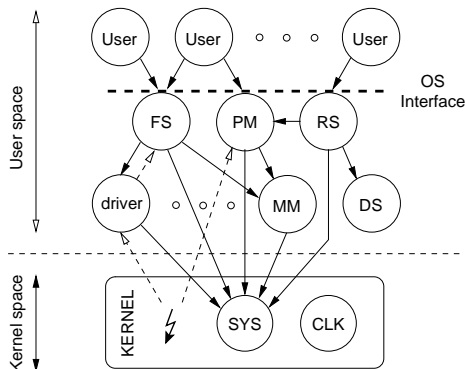 User
User
User
OS
Interface
User space
FS
PM
RS
driver
MM
DS
Kernel space
KERNEL
SYS
CLK